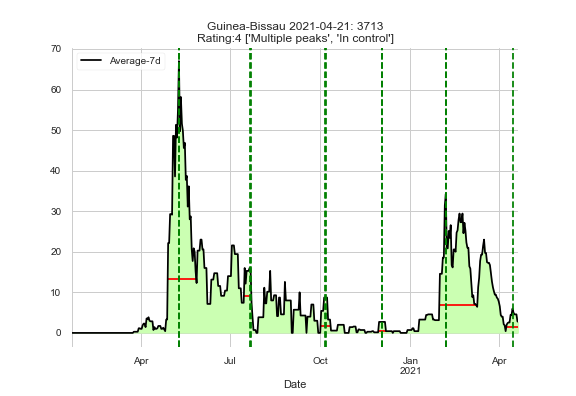 Guinea-Bissau 2021-04-21: 3713
Rating:4 ['Multiple peaks', 'In control']
Average-7d
70
60
50
40
30
20
10
0
Apr
Jul
Oct
Jan
2021
Apr
Date